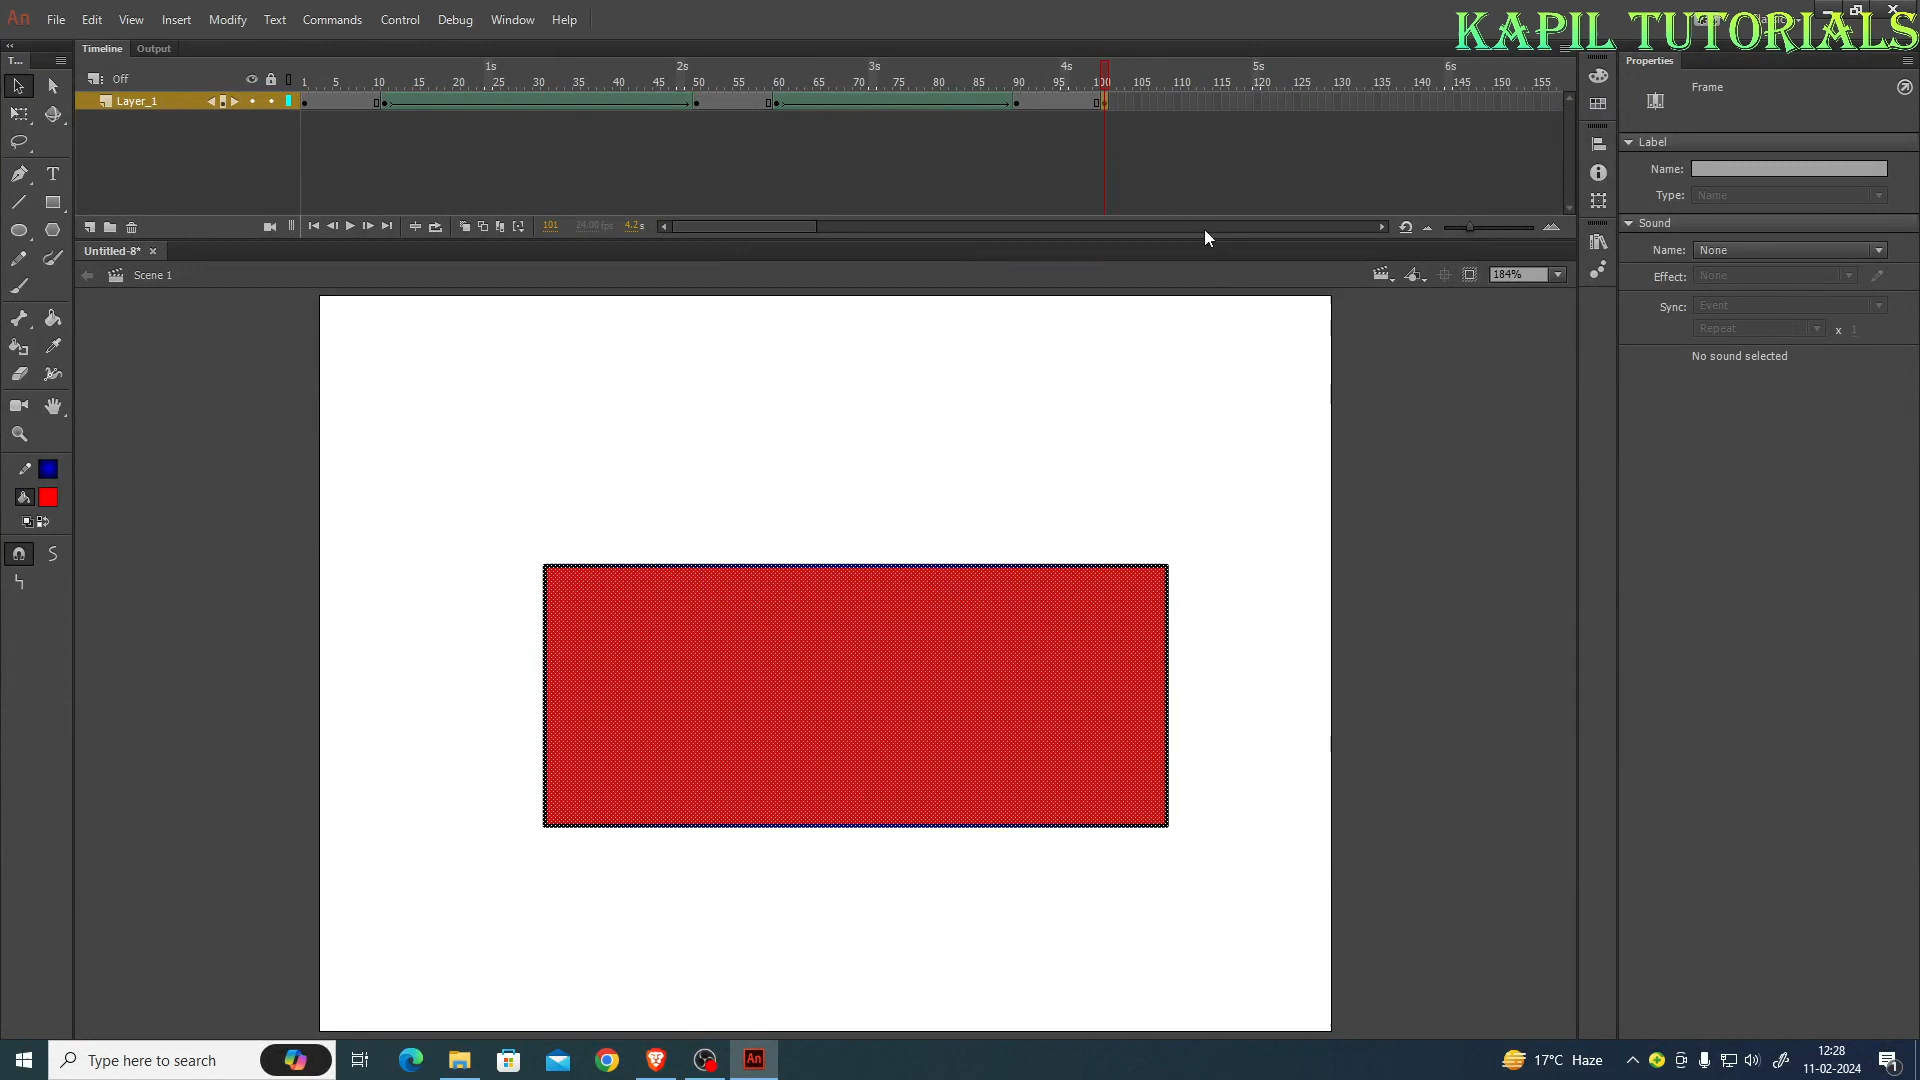 An File Edit View Insert Modify Text Commands Control Debug Window Help
KAPIL TUTORIALS
Timeline Output
T... Properties
Off 1s 2s 3s 4s 5s 6s
1 5 10 15 20 25 30 35 40 45 50 55 60 65 70 75 80 85 90 95 100 105 110 115 120 125 130 135 140 145 150 155
Layer_1
Frame
Label
Name:
Type: Name
101 24.00 fps 4.2 s
Sound
Untitled-8* ×
Name: None
Scene 1 184%
Effect: None
Sync: Event
Repeat x 1
No sound selected
Type here to search An 17°C Haze 12:28
11-02-2024 1